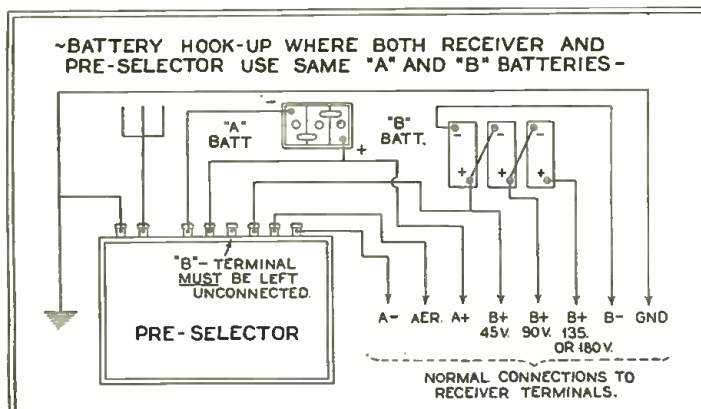 ~BATTERY HOOK-UP WHERE BOTH RECEIVER AND
PRE-SELECTOR USE SAME "A" AND "B" BATTERIES-
"A"
BATT
-
+
"B"
BATT.
- - -
+ + +
"B"- TERMINAL
MUST BE LEFT
UNCONNECTED.
PRE-SELECTOR
A- AER. A+ B+ B+ B+ B- GND
45V. 90V. 135.
OR 180V.
NORMAL CONNECTIONS TO
RECEIVER TERMINALS.